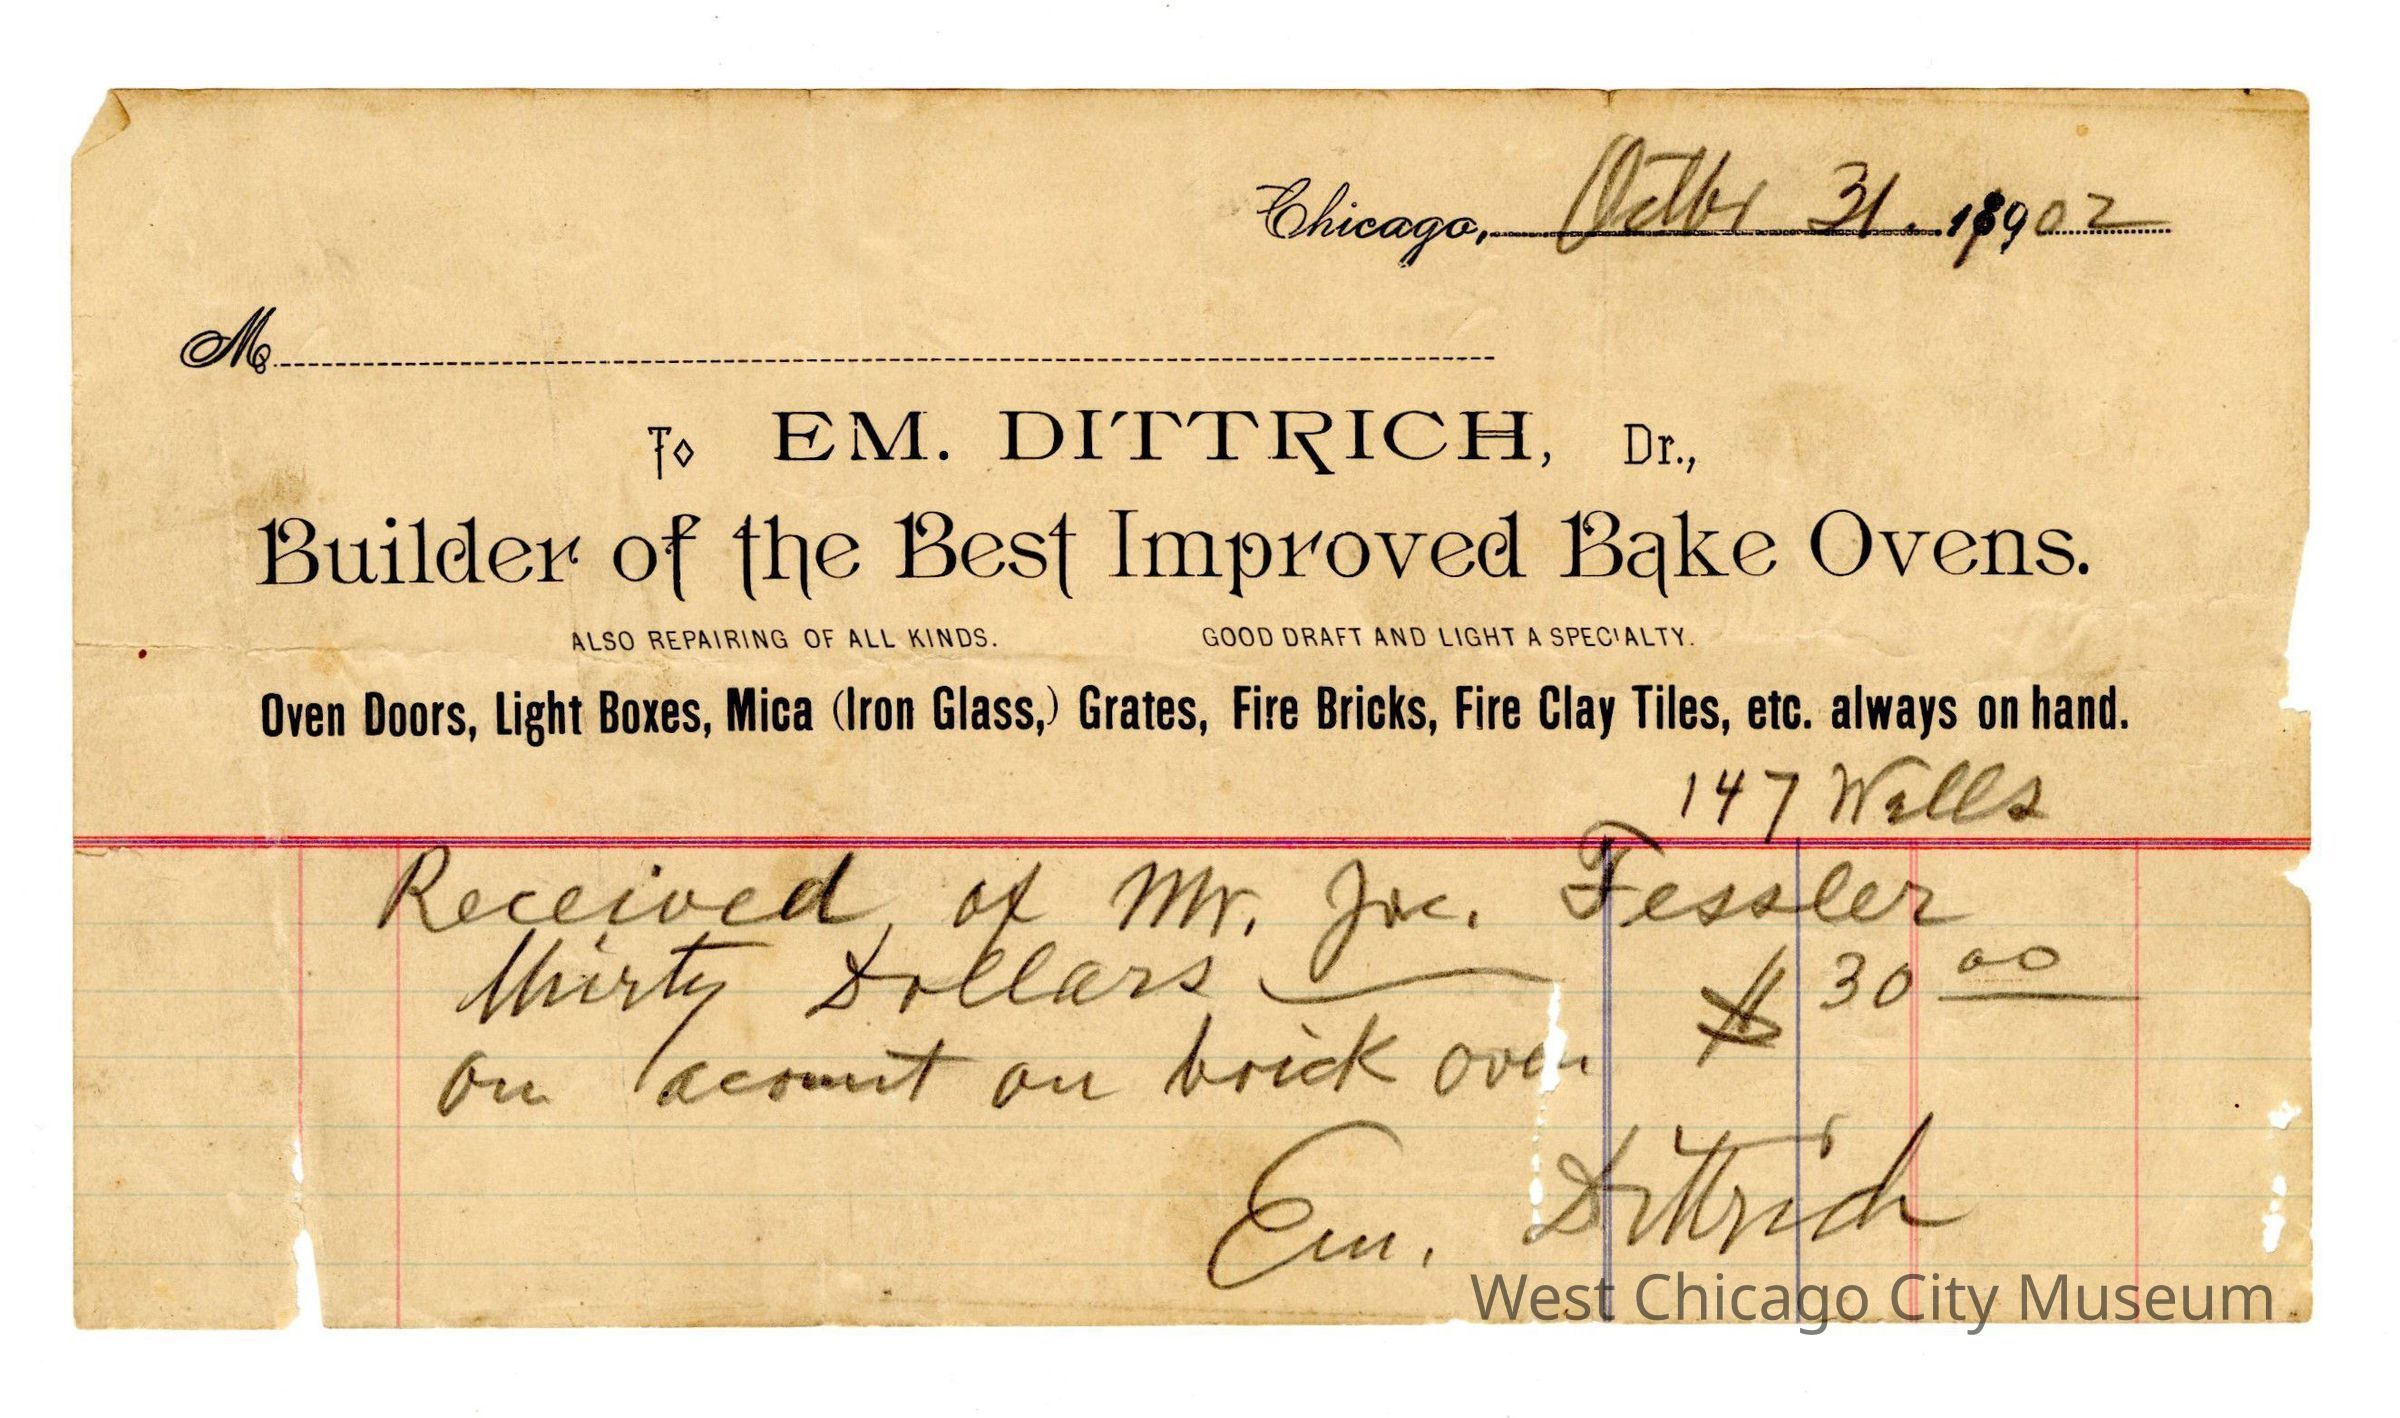 Chicago, Octbr 31. 18902
M
To EM. DITTRICH, Dr.,
Builder of the Best Improved Bake Ovens.
ALSO REPAIRING OF ALL KINDS. GOOD DRAFT AND LIGHT A SPECIALTY.
Oven Doors, Light Boxes, Mica (Iron Glass,) Grates, Fire Bricks, Fire Clay Tiles, etc. always on hand.
147 Wells
Received of Mr. Joc. Fessler
thirty Dollars $ 30 00
on acount on brick oven
Em. Dittrich
West Chicago City Museum